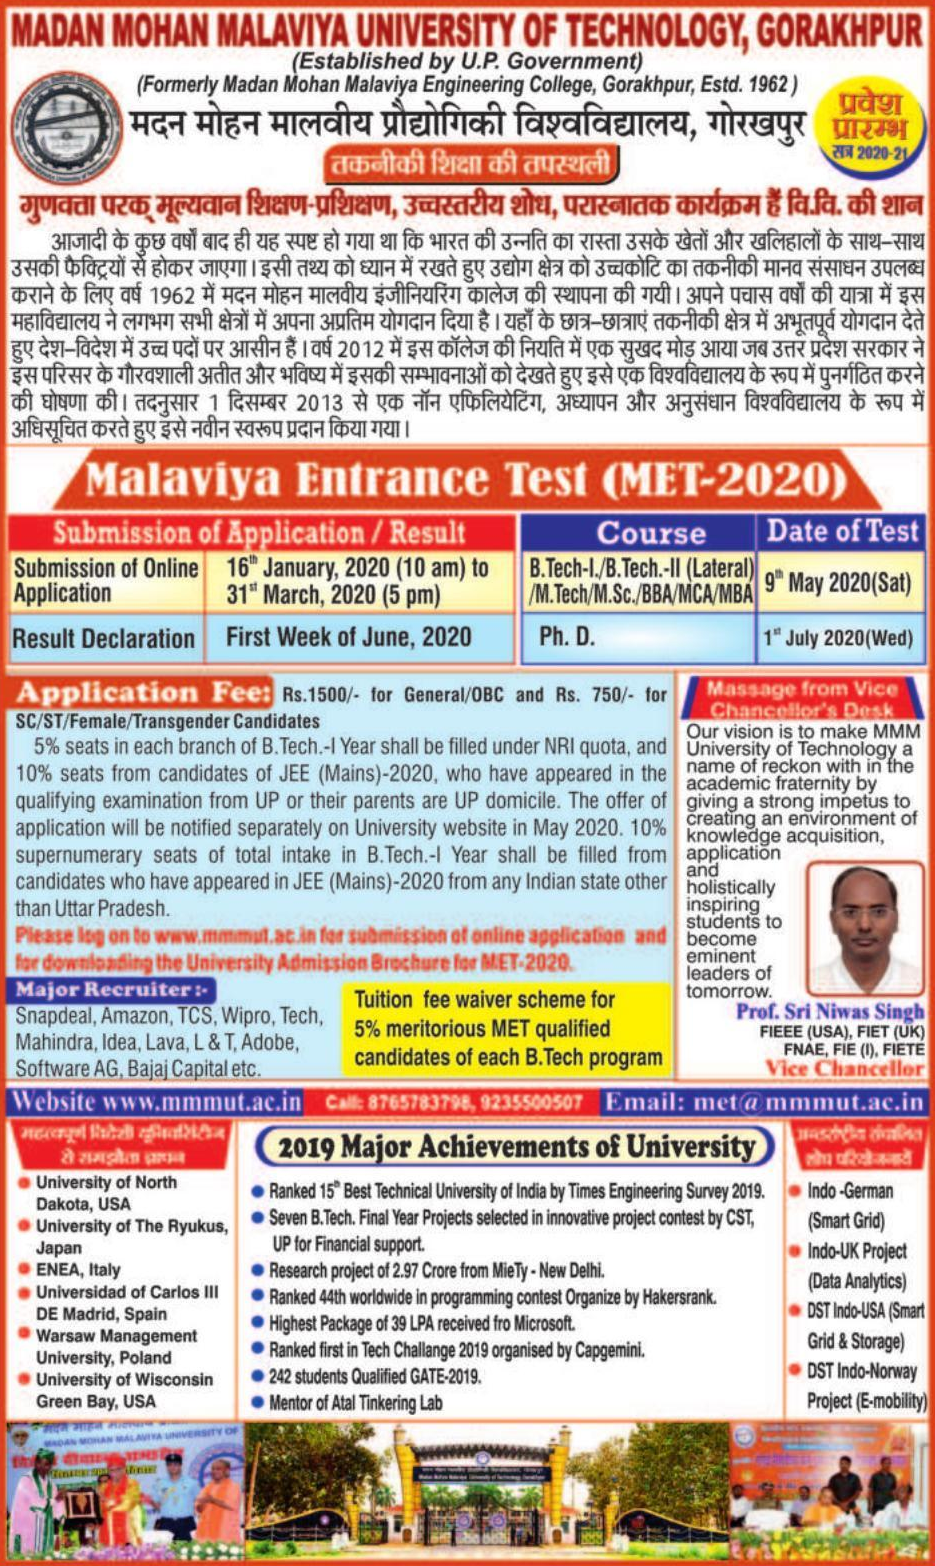 MADAN MOHAN MALAVIYA UNIVERSITY OF TECHNOLOGY, GORAKHPUR
(Established by U.P. Government)
(Formerly Madan Mohan Malaviya Engineering College, Gorakhpur, Estd. 1962 )
मदन मोहन मालवीय प्रौद्योगिकी विश्वविद्यालय, गोरखपुर
प्रवेश
प्रारम्भ
सत्र 2020-21
तकनीकी शिक्षा की तपस्थली
गुणवत्ता परक् मूल्यवान शिक्षण-प्रशिक्षण, उच्चस्तरीय शोध, परास्नातक कार्यक्रम हैं वि.वि. की शान
आजादी के कुछ वर्षों बाद ही यह स्पष्ट हो गया था कि भारत की उन्नति का रास्ता उसके खेतों और खलिहालों के साथ–साथ
उसकी फैक्ट्रियों से होकर जाएगा। इसी तथ्य को ध्यान में रखते हुए उद्योग क्षेत्र को उच्चकोटि का तकनीकी मानव संसाधन उपलब्ध
कराने के लिए वर्ष 1962 में मदन मोहन मालवीय इंजीनियरिंग कालेज की स्थापना की गयी। अपने पचास वर्षों की यात्रा में इस
महाविद्यालय ने लगभग सभी क्षेत्रों में अपना अप्रतिम योगदान दिया है। यहाँ के छात्र–छात्राएं तकनीकी क्षेत्र में अभूतपूर्व योगदान देते
हुए देश–विदेश में उच्च पदों पर आसीन हैं। वर्ष 2012 में इस कॉलेज की नियति में एक सुखद मोड़ आया जब उत्तर प्रदेश सरकार ने
इस परिसर के गौरवशाली अतीत और भविष्य में इसकी सम्भावनाओं को देखते हुए इसे एक विश्वविद्यालय के रूप में पुनर्गठित करने
की घोषणा की। तदनुसार 1 दिसम्बर 2013 से एक नॉन एफिलियेटिंग, अध्यापन और अनुसंधान विश्वविद्यालय के रूप में
अधिसूचित करते हुए इसे नवीन स्वरूप प्रदान किया गया।
Malaviya Entrance Test (MET-2020)
Submission of Application / Result
Submission of Online Application 16th January, 2020 (10 am) to
31st March, 2020 (5 pm)
Result Declaration First Week of June, 2020
Course Date of Test
B.Tech-I./B.Tech.-II (Lateral)
/M.Tech/M.Sc./BBA/MCA/MBA 9th May 2020(Sat)
Ph. D. 1st July 2020(Wed)
Application Fee: Rs.1500/- for General/OBC and Rs. 750/- for
SC/ST/Female/Transgender Candidates
5% seats in each branch of B.Tech.-I Year shall be filled under NRI quota, and
10% seats from candidates of JEE (Mains)-2020, who have appeared in the
qualifying examination from UP or their parents are UP domicile. The offer of
application will be notified separately on University website in May 2020. 10%
supernumerary seats of total intake in B.Tech.-I Year shall be filled from
candidates who have appeared in JEE (Mains)-2020 from any Indian state other
than Uttar Pradesh.
Please log on to www.mmmut.ac.in for submission of online application and
for downloading the University Admission Brochure for MET-2020.
Major Recruiter :-
Snapdeal, Amazon, TCS, Wipro, Tech,
Mahindra, Idea, Lava, L & T, Adobe,
Software AG, Bajaj Capital etc.
Tuition fee waiver scheme for
5% meritorious MET qualified
candidates of each B.Tech program
Massage from Vice
Chancellor's Desk
Our vision is to make MMM
University of Technology a
name of reckon with in the
academic fraternity by
giving a strong impetus to
creating an environment of
knowledge acquisition,
application
and
holistically
inspiring
students to
become
eminent
leaders of
tomorrow.
Prof. Sri Niwas Singh
FIEEE (USA), FIET (UK)
FNAE, FIE (I), FIETE
Vice Chancellor
Website www.mmmut.ac.in Call: 8765783798, 9235500507 Email: met@mmmut.ac.in
महत्वपूर्ण विदेशी यूनिवर्सिटीज
से समझौता ज्ञापन
University of North
Dakota, USA
University of The Ryukus,
Japan
ENEA, Italy
Universidad of Carlos III
DE Madrid, Spain
Warsaw Management
University, Poland
University of Wisconsin
Green Bay, USA
2019 Major Achievements of University
Ranked 15th Best Technical University of India by Times Engineering Survey 2019.
Seven B.Tech. Final Year Projects selected in innovative project contest by CST,
UP for Financial support.
Research project of 2.97 Crore from MieTy - New Delhi.
Ranked 44th worldwide in programming contest Organize by Hakersrank.
Highest Package of 39 LPA received fro Microsoft.
Ranked first in Tech Challange 2019 organised by Capgemini.
242 students Qualified GATE-2019.
Mentor of Atal Tinkering Lab
अन्तर्राष्ट्रीय संचालित
शोध परियोजनायें
Indo -German
(Smart Grid)
Indo-UK Project
(Data Analytics)
DST Indo-USA (Smart
Grid & Storage)
DST Indo-Norway
Project (E-mobility)
MADAN MOHAN MALAVIYA UNIVERSITY OF